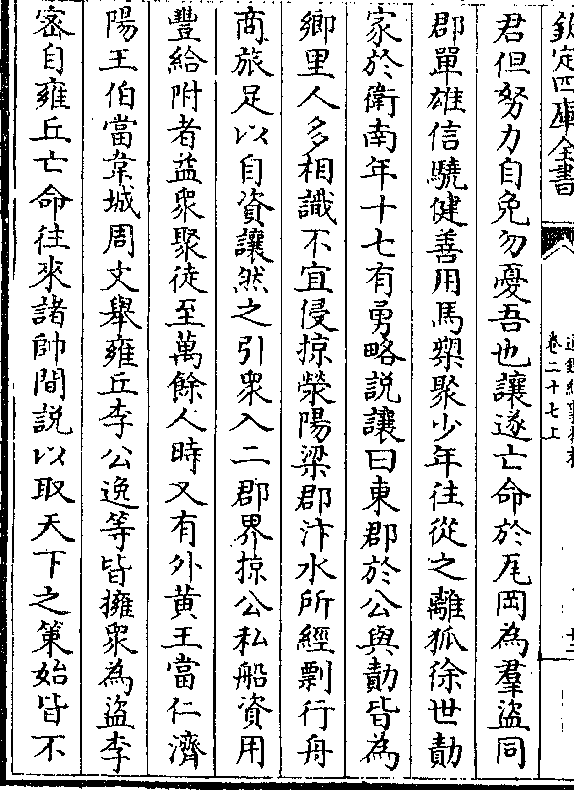 欽定四庫全書
卷二十七上
君但努力自免勿憂吾也讓遂亡命於瓦岡為羣盜同
郡單雄信驍健善用馬槊聚少年往從之離狐徐世勣
家於衛南年十七有勇略説讓曰東郡於公與勣皆為
鄉里人多相識不宜侵掠滎陽梁郡汴水所經剽行舟
商旅足以自資讓然之引衆入二郡界掠公私船資用
豐給附者益衆聚徒至萬餘人時又有外黄王當仁濟
陽王伯當韋城周文舉雍丘李公逸等皆擁衆為盜李
宻自雍丘亡命往來諸帥間説以取天下之策始皆不